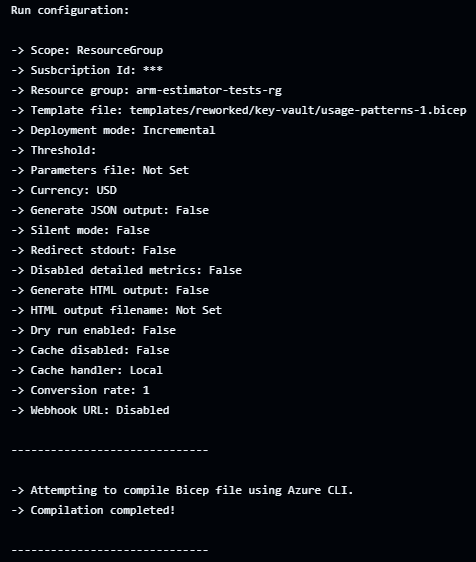 Run configuration:
-> Scope: ResourceGroup
-> Susbcription Id: ***
-> Resource group: arm-estimator-tests-rg
-> Template file: templates/reworked/key-vault/usage-patterns-1.bicep
-> Deployment mode: Incremental
-> Threshold:
-> Parameters file: Not Set
-> Currency: USD
-> Generate JSON output: False
-> Silent mode: False
-> Redirect stdout: False
-> Disabled detailed metrics: False
-> Generate HTML output: False
-> HTML output filename: Not Set
-> Dry run enabled: False
-> Cache disabled: False
-> Cache handler: Local
-> Conversion rate: 1
-> Webhook URL: Disabled
------------------------------
-> Attempting to compile Bicep file using Azure CLI.
-> Compilation completed!
------------------------------